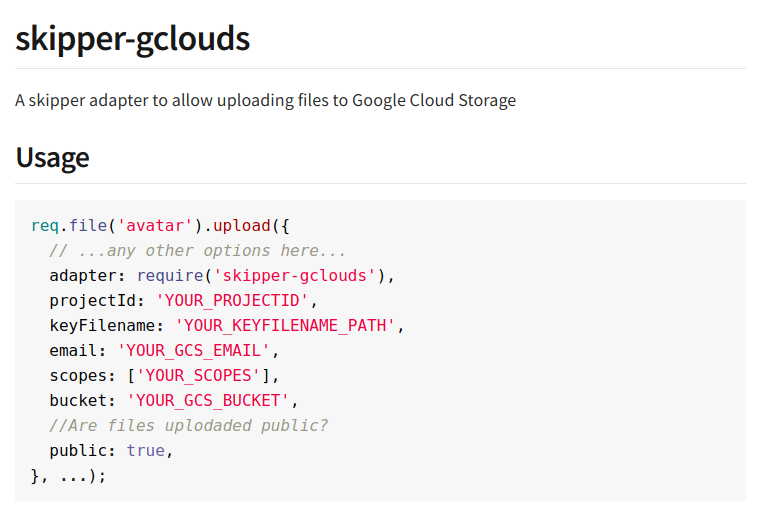 skipper-gclouds
A skipper adapter to allow uploading files to Google Cloud Storage
Usage
req.file('avatar').upload({
  // ...any other options here...
  adapter: require('skipper-gclouds'),
  projectId: 'YOUR_PROJECTID',
  keyFilename: 'YOUR_KEYFILENAME_PATH',
  email: 'YOUR_GCS_EMAIL',
  scopes: ['YOUR_SCOPES'],
  bucket: 'YOUR_GCS_BUCKET',
  //Are files uplodaded public?
  public: true,
}, ...);